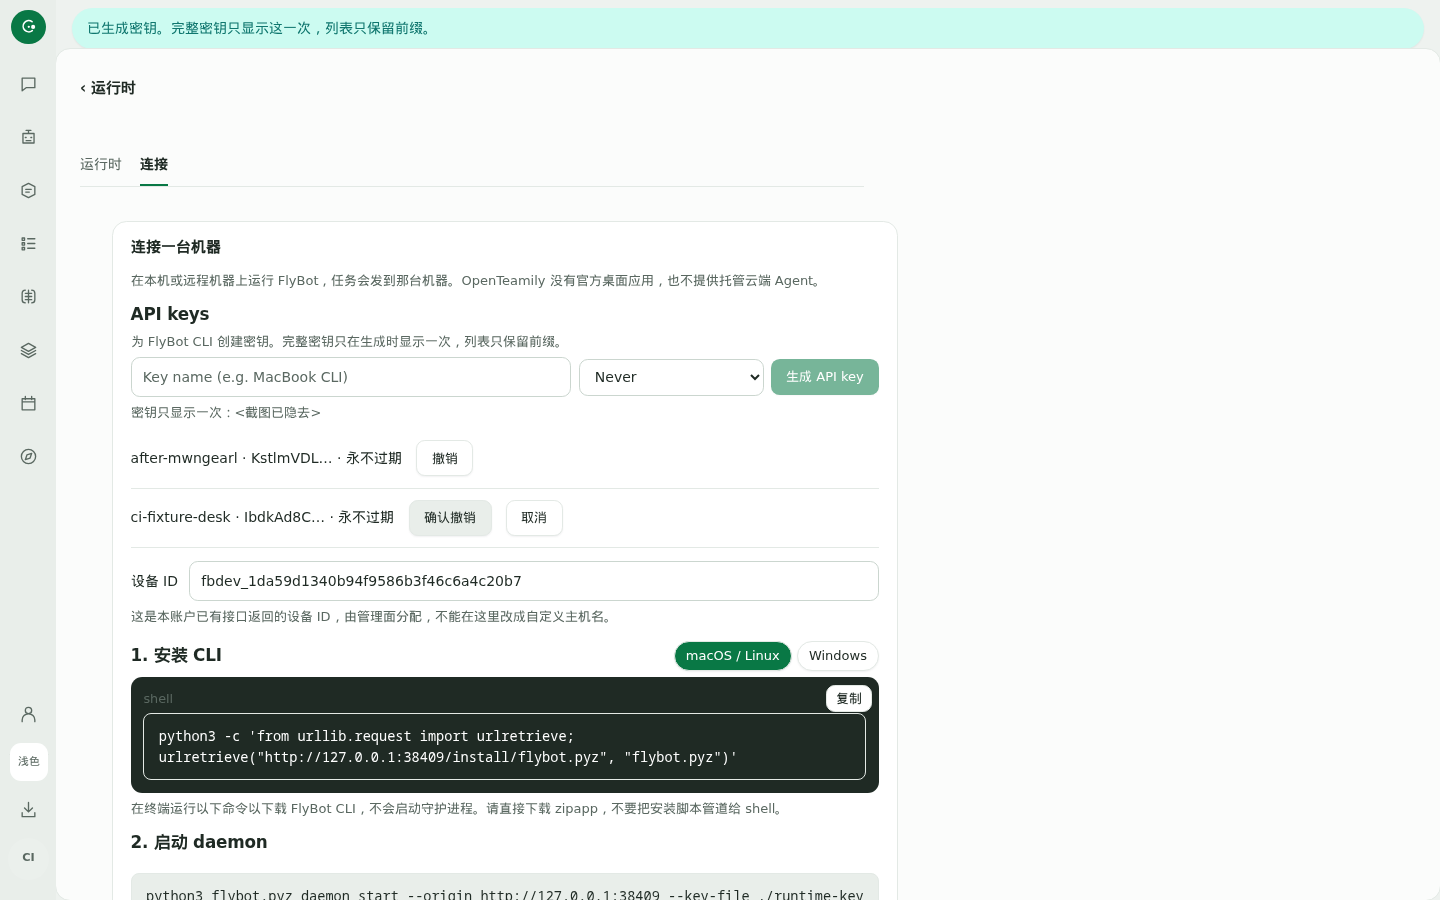 已生成密钥。完整密钥只显示这一次，列表只保留前缀。
‹ 运行时
运行时 连接
连接一台机器
在本机或远程机器上运行 FlyBot，任务会发到那台机器。OpenTeamily 没有官方桌面应用，也不提供托管云端 Agent。
API keys
为 FlyBot CLI 创建密钥。完整密钥只在生成时显示一次，列表只保留前缀。
Key name (e.g. MacBook CLI) Never 生成 API key
密钥只显示一次：<截图已隐去>
after-mwngearl · KstlmVDL… · 永不过期 撤销
ci-fixture-desk · IbdkAd8C… · 永不过期 确认撤销 取消
设备 ID fbdev_1da59d1340b94f9586b3f46c6a4c20b7
这是本账户已有接口返回的设备 ID，由管理面分配，不能在这里改成自定义主机名。
1. 安装 CLI macOS / Linux Windows
shell 复制
python3 -c 'from urllib.request import urlretrieve;
urlretrieve("http://127.0.0.1:38409/install/flybot.pyz", "flybot.pyz")'
在终端运行以下命令以下载 FlyBot CLI，不会启动守护进程。请直接下载 zipapp，不要把安装脚本管道给 shell。
2. 启动 daemon
python3 flybot.pyz daemon start --origin http://127.0.0.1:38409 --key-file ./runtime-key
浅色
CI